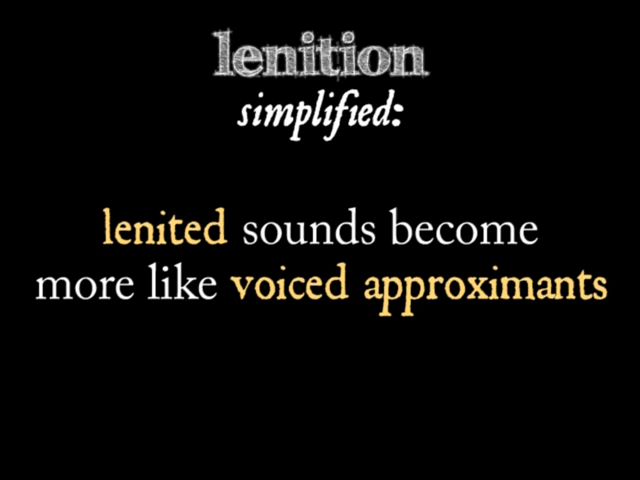 lenition
simplified:
lenited sounds become
more like voiced approximants